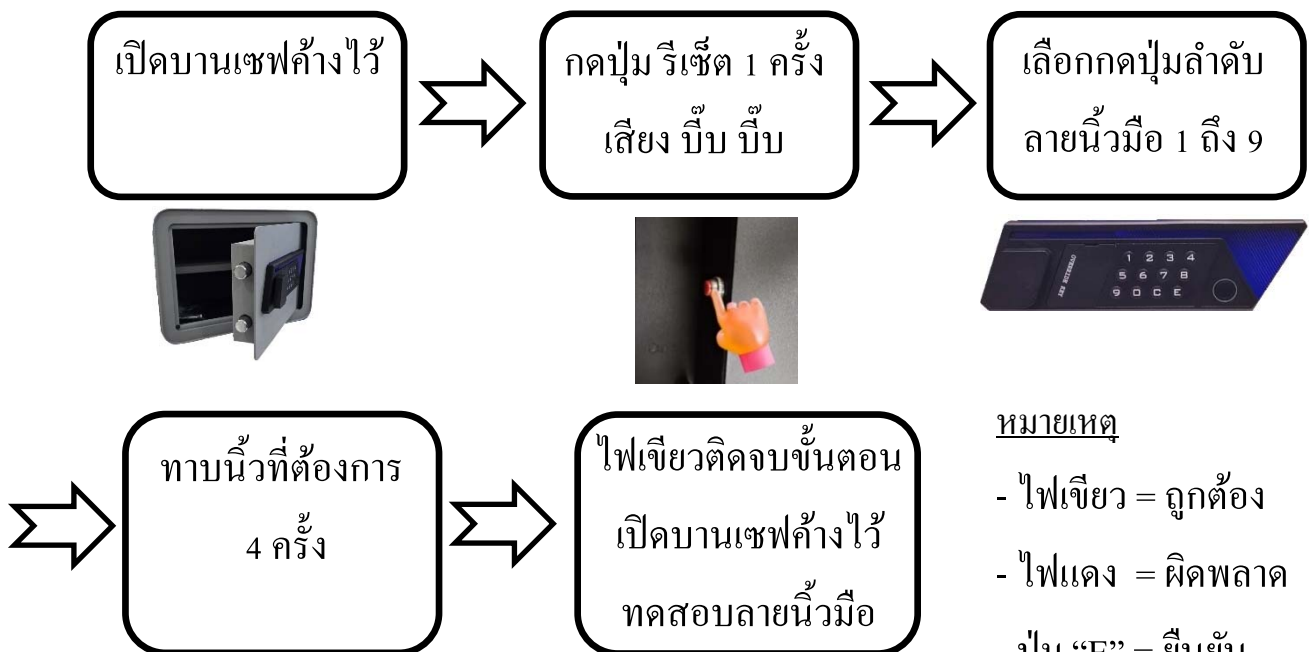 เปิดบานเซฟค้างไว้
กดปุ่ม รีเซ็ต 1 ครั้ง
เสียง บี๊บ บี๊บ
เลือกกดปุ่มลำดับ
ลายนิ้วมือ 1 ถึง 9
1 2 3 4
5 6 7 8
9 0 C E
ทาบนิ้วที่ต้องการ
4 ครั้ง
ไฟเขียวติดจบขั้นตอน
เปิดบานเซฟค้างไว้
ทดสอบลายนิ้วมือ
หมายเหตุ
- ไฟเขียว = ถูกต้อง
- ไฟแดง = ผิดพลาด
ปุ่ม “E” = ยืนยัน